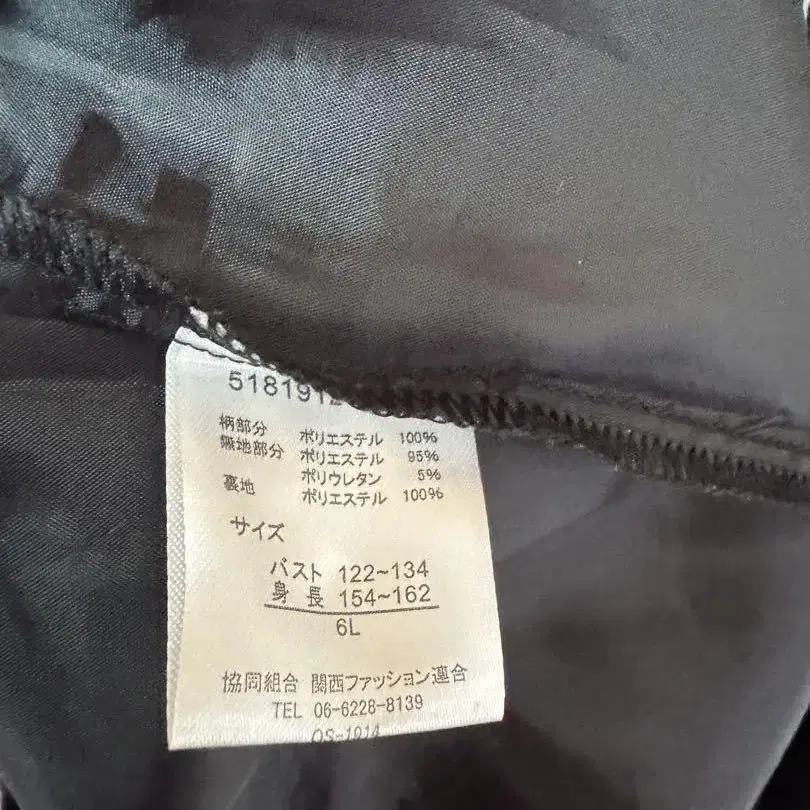 柄部分 ポリエステル 100%
無地部分 ポリエステル 95%
ポリウレタン 5%
裏地 ポリエステル 100%
サイズ
バスト 122~134
身長 154~162
6L
協同組合 関西ファッション連合
TEL 06-6228-8139
OS-1014